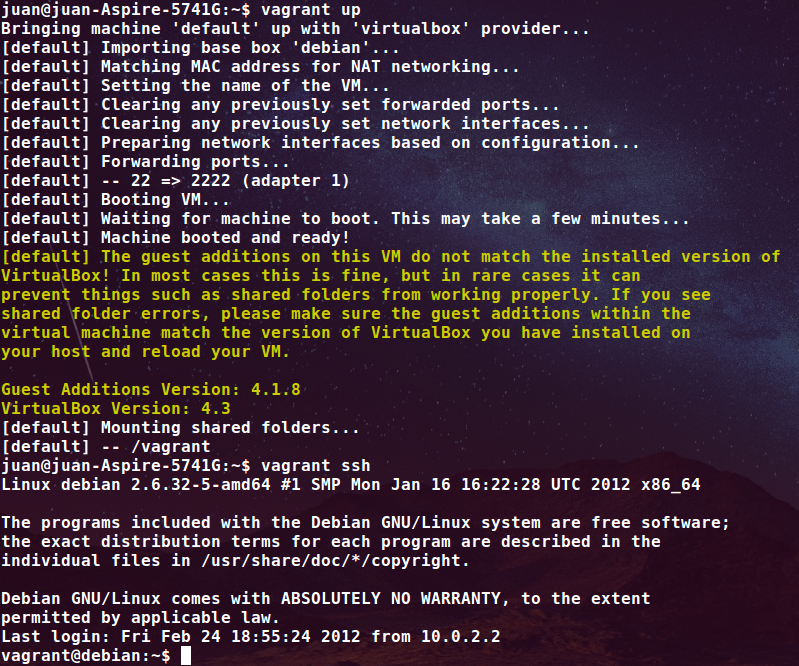 juan@juan-Aspire-5741G:~$ vagrant up
Bringing machine 'default' up with 'virtualbox' provider...
[default] Importing base box 'debian'...
[default] Matching MAC address for NAT networking...
[default] Setting the name of the VM...
[default] Clearing any previously set forwarded ports...
[default] Clearing any previously set network interfaces...
[default] Preparing network interfaces based on configuration...
[default] Forwarding ports...
[default] -- 22 => 2222 (adapter 1)
[default] Booting VM...
[default] Waiting for machine to boot. This may take a few minutes...
[default] Machine booted and ready!
[default] The guest additions on this VM do not match the installed version of
VirtualBox! In most cases this is fine, but in rare cases it can
prevent things such as shared folders from working properly. If you see
shared folder errors, please make sure the guest additions within the
virtual machine match the version of VirtualBox you have installed on
your host and reload your VM.

Guest Additions Version: 4.1.8
VirtualBox Version: 4.3
[default] Mounting shared folders...
[default] -- /vagrant
juan@juan-Aspire-5741G:~$ vagrant ssh
Linux debian 2.6.32-5-amd64 #1 SMP Mon Jan 16 16:22:28 UTC 2012 x86_64

The programs included with the Debian GNU/Linux system are free software;
the exact distribution terms for each program are described in the
individual files in /usr/share/doc/*/copyright.

Debian GNU/Linux comes with ABSOLUTELY NO WARRANTY, to the extent
permitted by applicable law.
Last login: Fri Feb 24 18:55:24 2012 from 10.0.2.2
vagrant@debian:~$